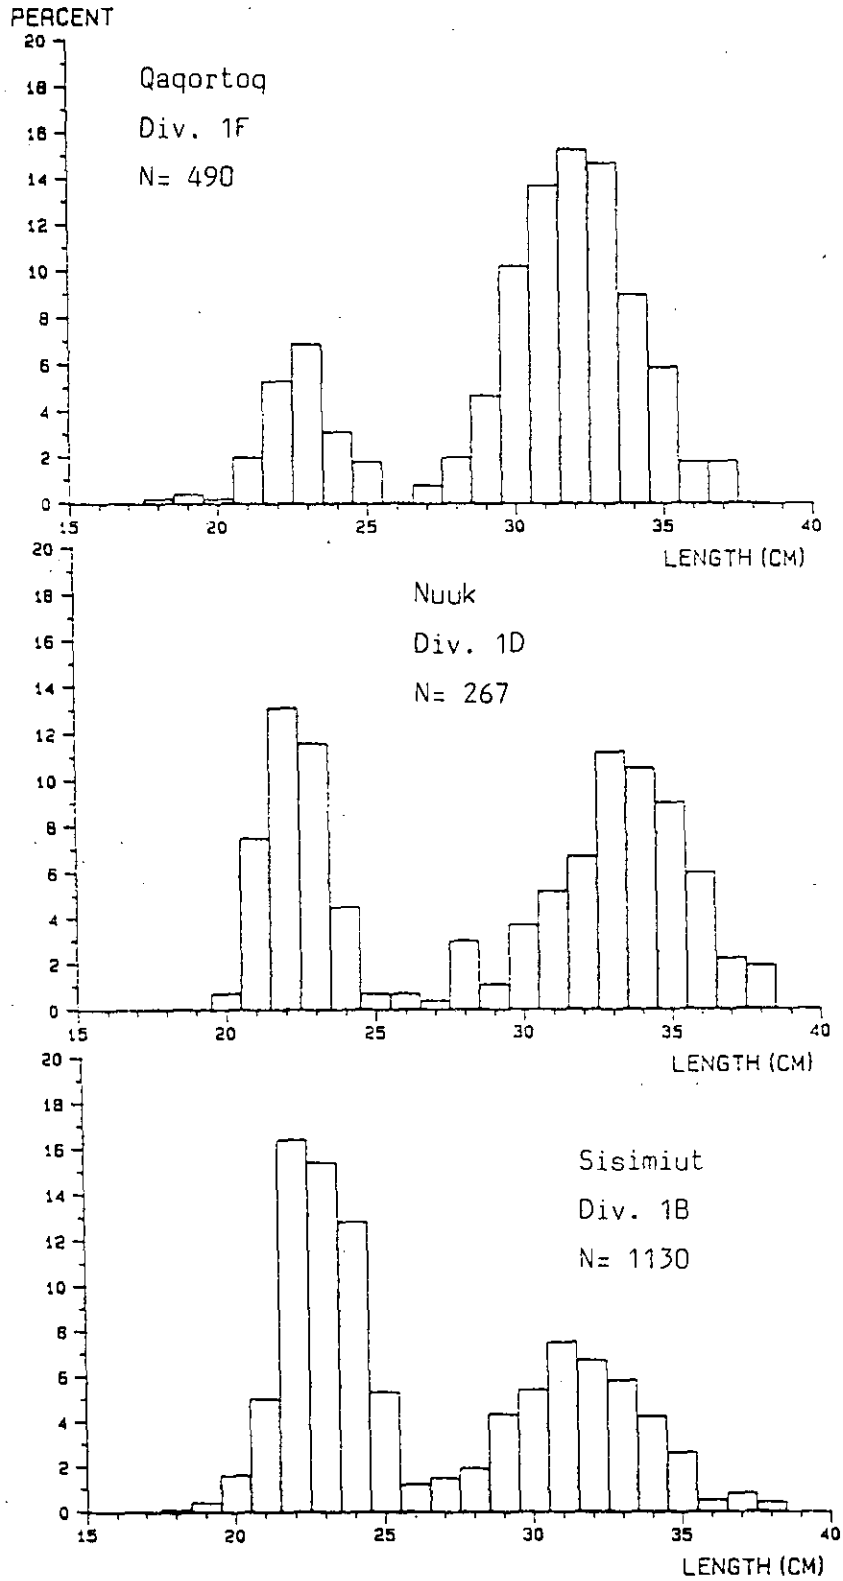 PERCENT
20
18
16
14
12
10
8
6
4
2
0
Qaqortoq
Div. 1F
N= 490
15 20 25 30 35 40
LENGTH (CM)
20
18
16
14
12
10
8
6
4
2
0
Nuuk
Div. 1D
N= 267
15 20 25 30 35 40
LENGTH (CM)
20
18
16
14
12
10
8
6
4
2
0
Sisimiut
Div. 1B
N= 1130
15 20 25 30 35 40
LENGTH (CM)